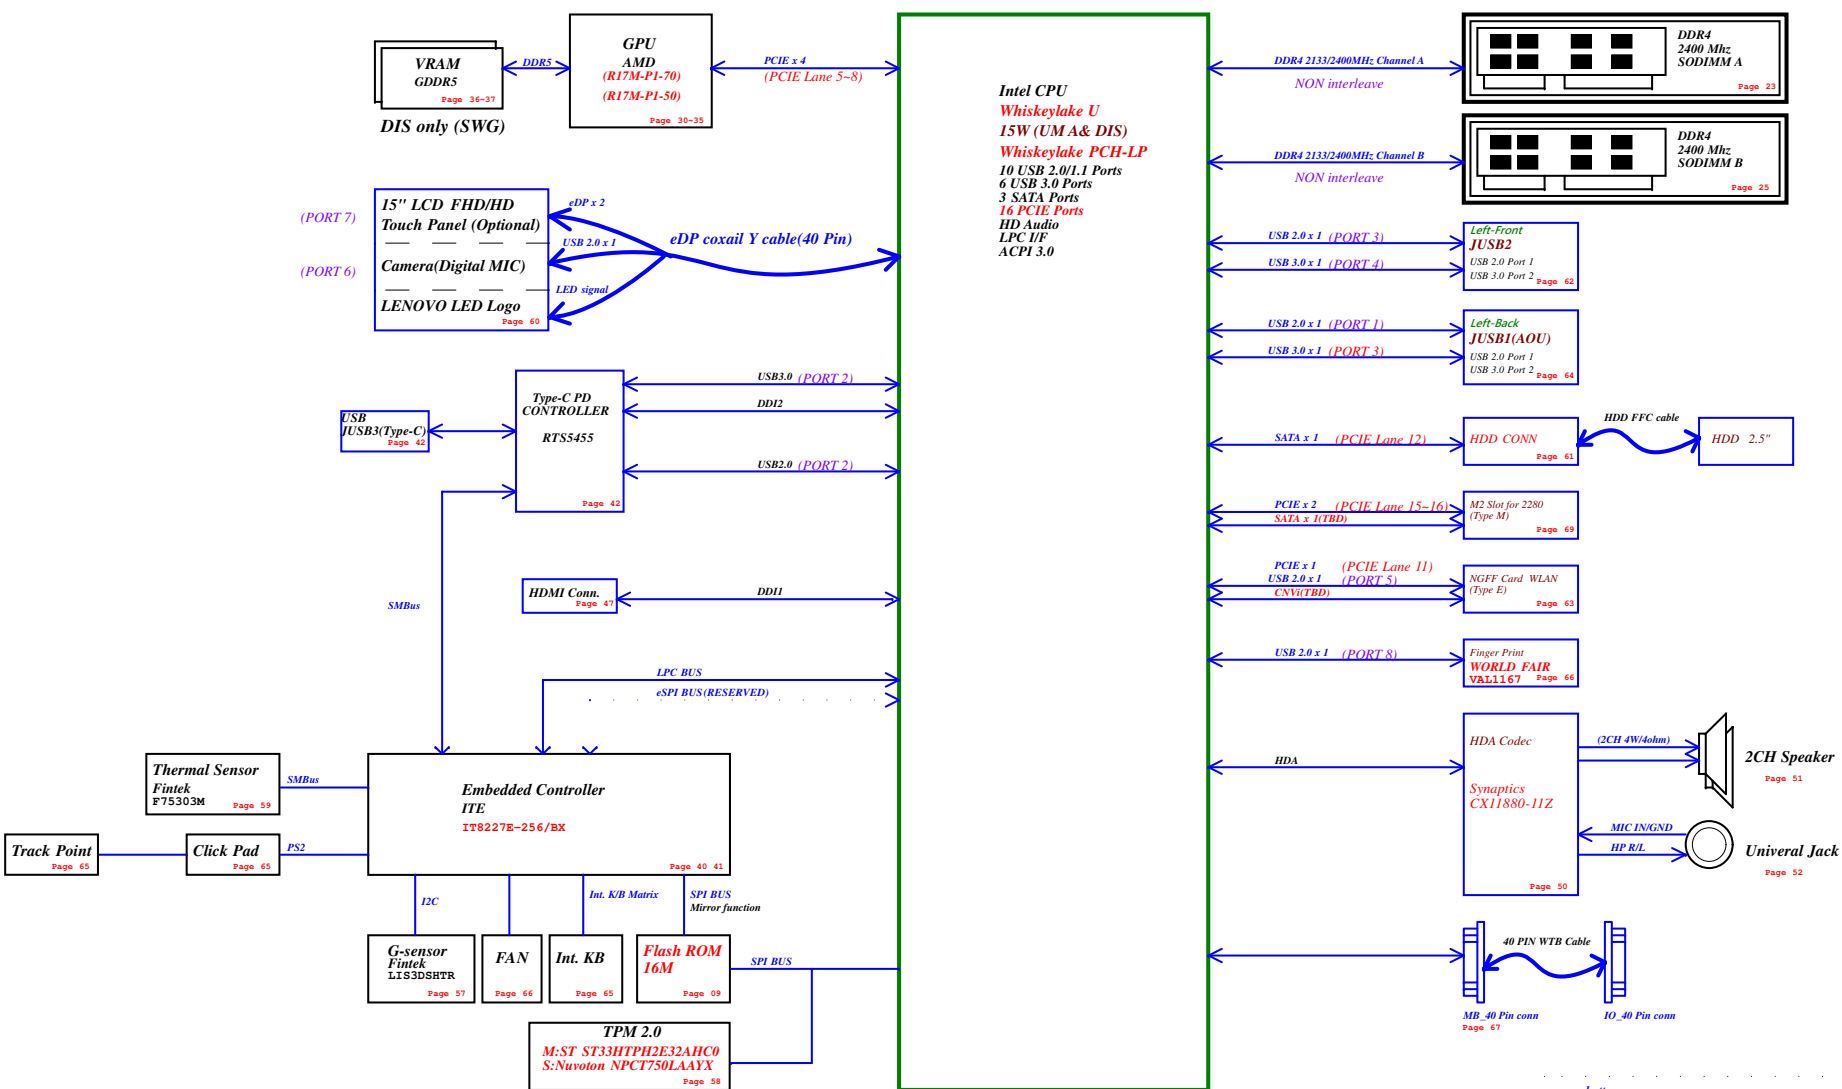 VRAM
GDDR5
Page 36~37
DIS only (SWG)
DDR5
GPU
AMD
(R17M-P1-70)
(R17M-P1-50)
Page 30~35
PCIE x 4
(PCIE Lane 5~8)
(PORT 7)
(PORT 6)
15" LCD FHD/HD
Touch Panel (Optional)
Camera(Digital MIC)
LENOVO LED Logo
Page 60
eDP x 2
USB 2.0 x 1
LED signal
eDP coxail Y cable(40 Pin)
USB
JUSB3(Type-C)
Page 42
Type-C PD
CONTROLLER
RTS5455
Page 42
USB3.0 (PORT 2)
DDI2
USB2.0 (PORT 2)
SMBus
HDMI Conn.
Page 47
DDI1
LPC BUS
eSPI BUS(RESERVED)
Thermal Sensor
Fintek
F75303M
Page 59
SMBus
Track Point
Page 65
Click Pad
Page 65
PS2
Embedded Controller
ITE
IT8227E-256/BX
Page 40 41
I2C
Int. K/B Matrix
SPI BUS
Mirror function
G-sensor
Fintek
LIS3DSHTR
Page 57
FAN
Page 66
Int. KB
Page 65
Flash ROM
16M
Page 09
SPI BUS
TPM 2.0
M:ST ST33HTPH2E32AHC0
S:Nuvoton NPCT750LAAYX
Page 58
Intel CPU
Whiskeylake U
15W (UM A& DIS)
Whiskeylake PCH-LP
10 USB 2.0/1.1 Ports
6 USB 3.0 Ports
3 SATA Ports
16 PCIE Ports
HD Audio
LPC I/F
ACPI 3.0
DDR4 2133/2400MHz Channel A
NON interleave
DDR4
2400 Mhz
SODIMM A
Page 23
DDR4 2133/2400MHz Channel B
NON interleave
DDR4
2400 Mhz
SODIMM B
Page 25
USB 2.0 x 1 (PORT 3)
USB 3.0 x 1 (PORT 4)
Left-Front
JUSB2
USB 2.0 Port 1
USB 3.0 Port 2
Page 62
USB 2.0 x 1 (PORT 1)
USB 3.0 x 1 (PORT 3)
Left-Back
JUSB1(AOU)
USB 2.0 Port 1
USB 3.0 Port 2
Page 64
SATA x 1 (PCIE Lane 12)
HDD CONN
Page 61
HDD FFC cable
HDD 2.5"
PCIE x 2 (PCIE Lane 15~16)
SATA x 1(TBD)
M2 Slot for 2280
(Type M)
Page 69
PCIE x 1 (PCIE Lane 11)
USB 2.0 x 1 (PORT 5)
CNVi(TBD)
NGFF Card WLAN
(Type E)
Page 63
USB 2.0 x 1 (PORT 8)
Finger Print
WORLD FAIR
VAL1167
Page 66
HDA
HDA Codec
Synaptics
CX11880-11Z
Page 50
(2CH 4W/4ohm)
2CH Speaker
Page 51
MIC IN/GND
HP R/L
Univeral Jack
Page 52
40 PIN WTB Cable
MB_40 Pin conn
Page 67
IO_40 Pin conn